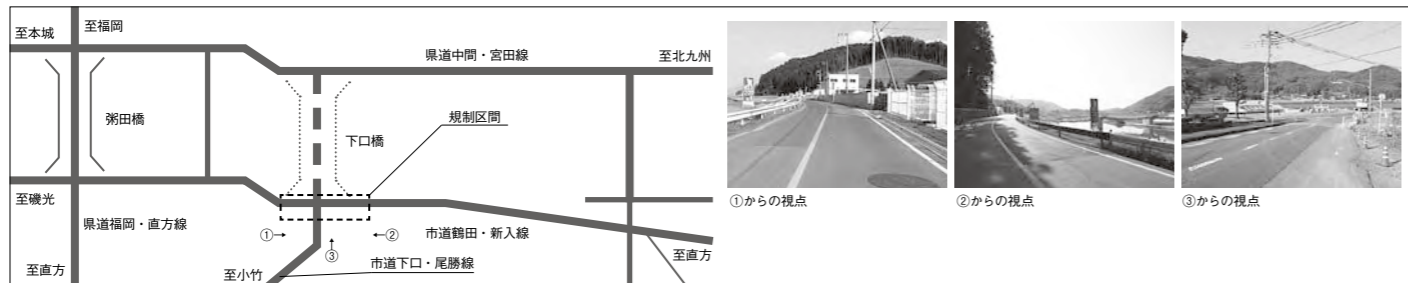 至本城
至福岡
県道中間・宮田線
至北九州
粥田橋
下口橋
規制区間
至磯光
県道福岡・直方線
①
③
②
市道鶴田・新入線
至直方
至直方
至小竹
市道下口・尾勝線
①からの視点
②からの視点
③からの視点